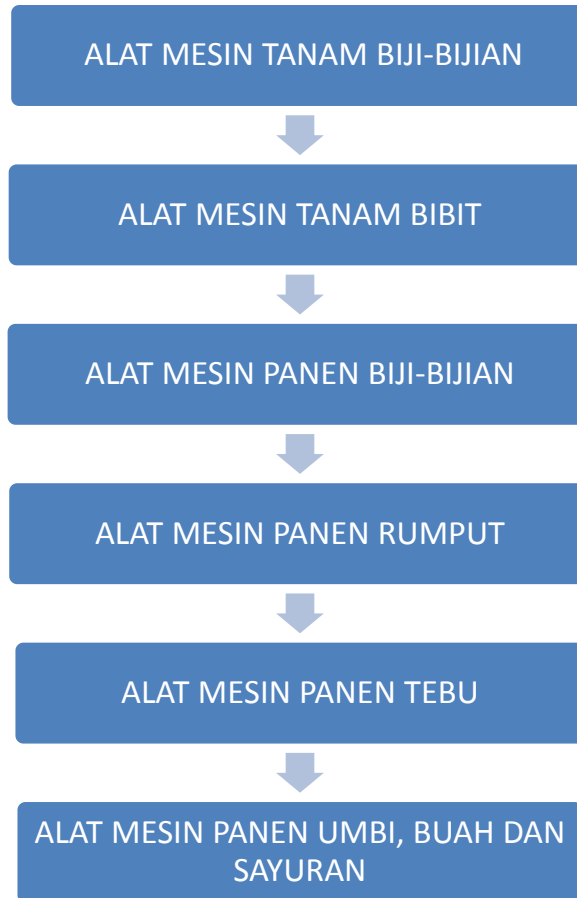 ALAT MESIN TANAM BIJI-BIJIAN
ALAT MESIN TANAM BIBIT
ALAT MESIN PANEN BIJI-BIJIAN
ALAT MESIN PANEN RUMPUT
ALAT MESIN PANEN TEBU
ALAT MESIN PANEN UMBI, BUAH DAN
SAYURAN